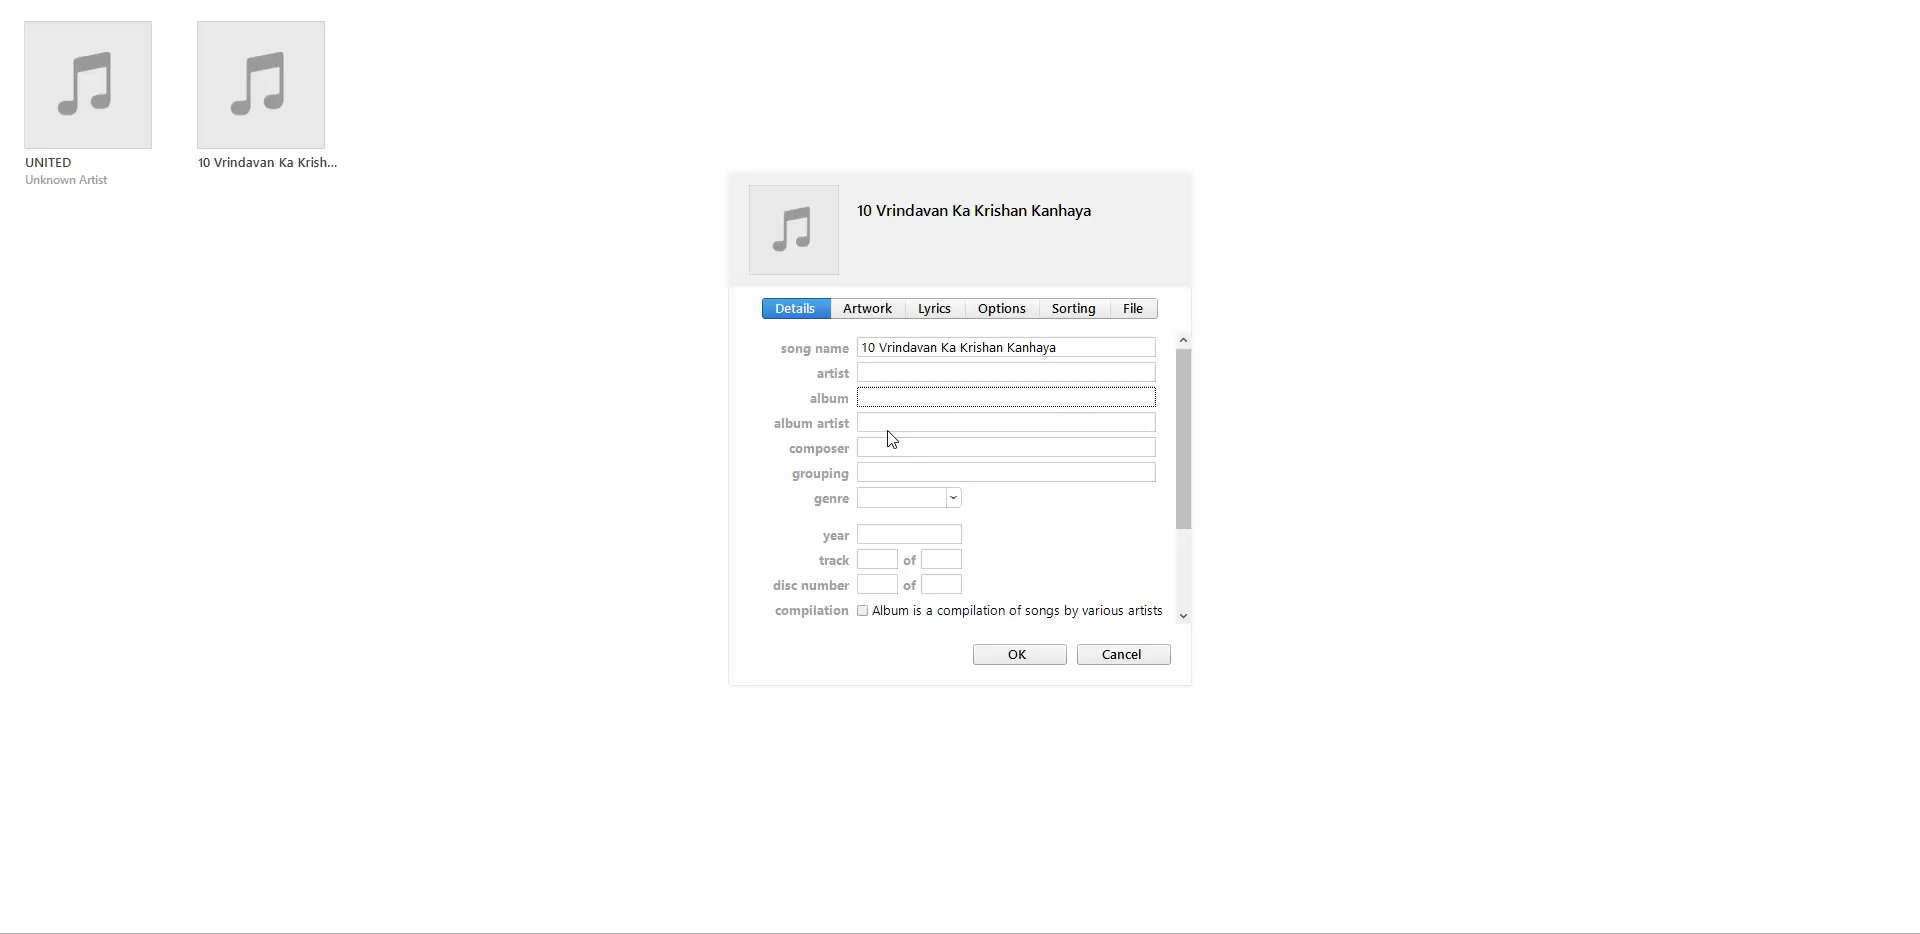 UNITED
Unknown Artist
10 Vrindavan Ka Krish...
10 Vrindavan Ka Krishan Kanhaya
Details Artwork Lyrics Options Sorting File
song name 10 Vrindavan Ka Krishan Kanhaya
artist
album
album artist
composer
grouping
genre
year
track of
disc number of
compilation Album is a compilation of songs by various artists
OK Cancel